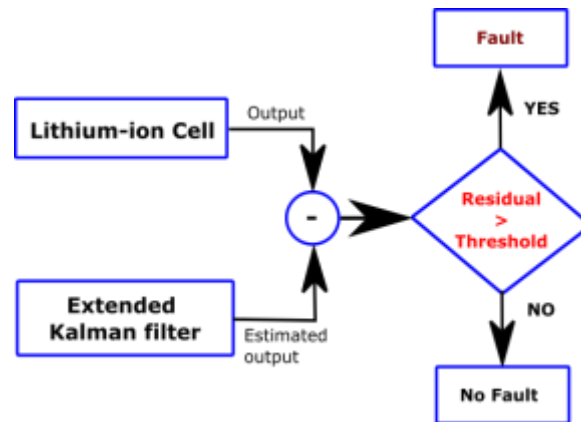 Fault
YES
Output
Lithium-ion Cell
-
Residual
>
Threshold
Extended
Kalman filter
Estimated
output
NO
No Fault